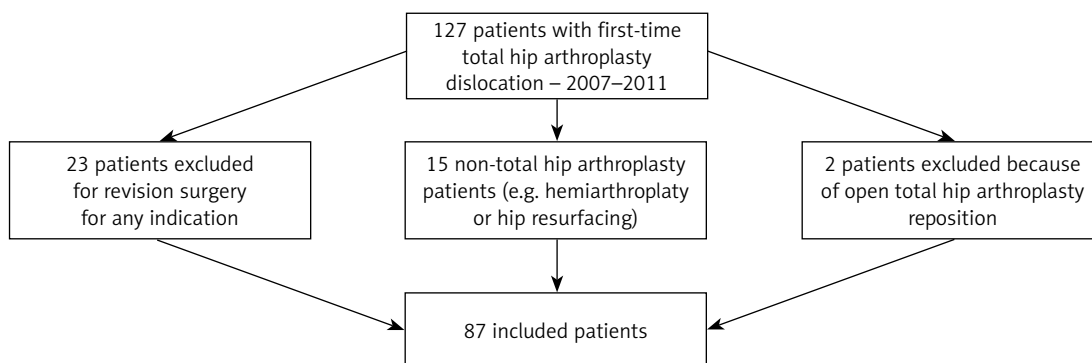 127 patients with first-time
total hip arthroplasty
dislocation – 2007–2011
23 patients excluded
for revision surgery
for any indication
15 non-total hip arthroplasty
patients (e.g. hemiarthroplaty
or hip resurfacing)
2 patients excluded because
of open total hip arthroplasty
reposition
87 included patients